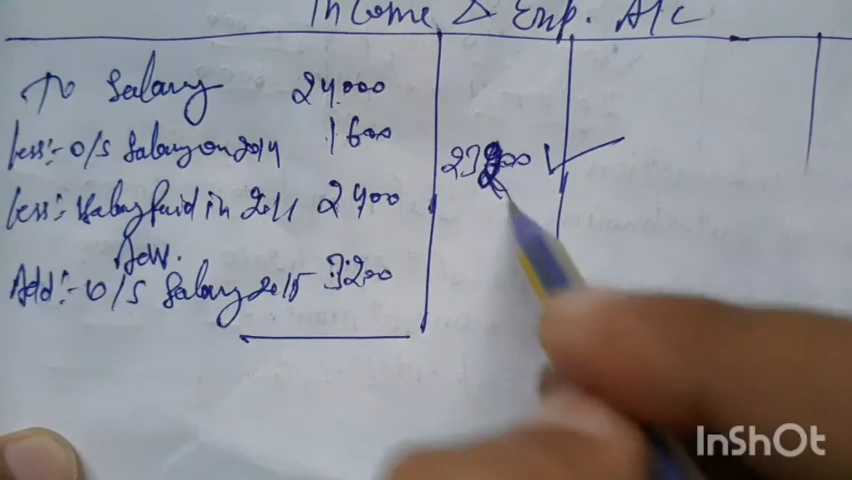 Income & Exp. A/c
To Salary 24000
less:- O/S Salary on 2014 1600
23200
less:- Salary paid in 2400
Adv.
Add:- O/S Salary 2015 3200
InShOt